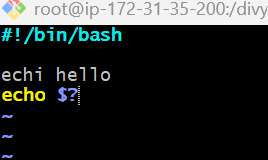 root@ip-172-31-35-200:/divy
#!/bin/bash
echi hello
echo $?
~
~
~